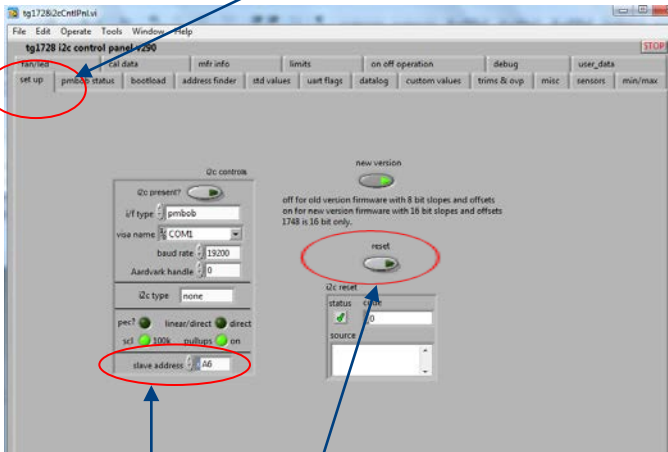 tg1728i2cCntlPnl.vi
File Edit Operate Tools Window Help
tg1728 i2c control panel v290
STOP
fan/led cal data mfr info limits on off operation debug user_data
set up pmbob status bootload address finder std values uart flags datalog custom values trims & ovp misc sensors min/max
i2c controls
i2c present?
i/f type pmbob
visa name COM1
baud rate 19200
Aardvark handle 0
i2c type none
pec? linear/direct direct
scl 100k pullups on
slave address A6
new version
off for old version firmware with 8 bit slopes and offsets
on for new version firmware with 16 bit slopes and offsets
1748 is 16 bit only.
reset
i2c reset
status code
0
source